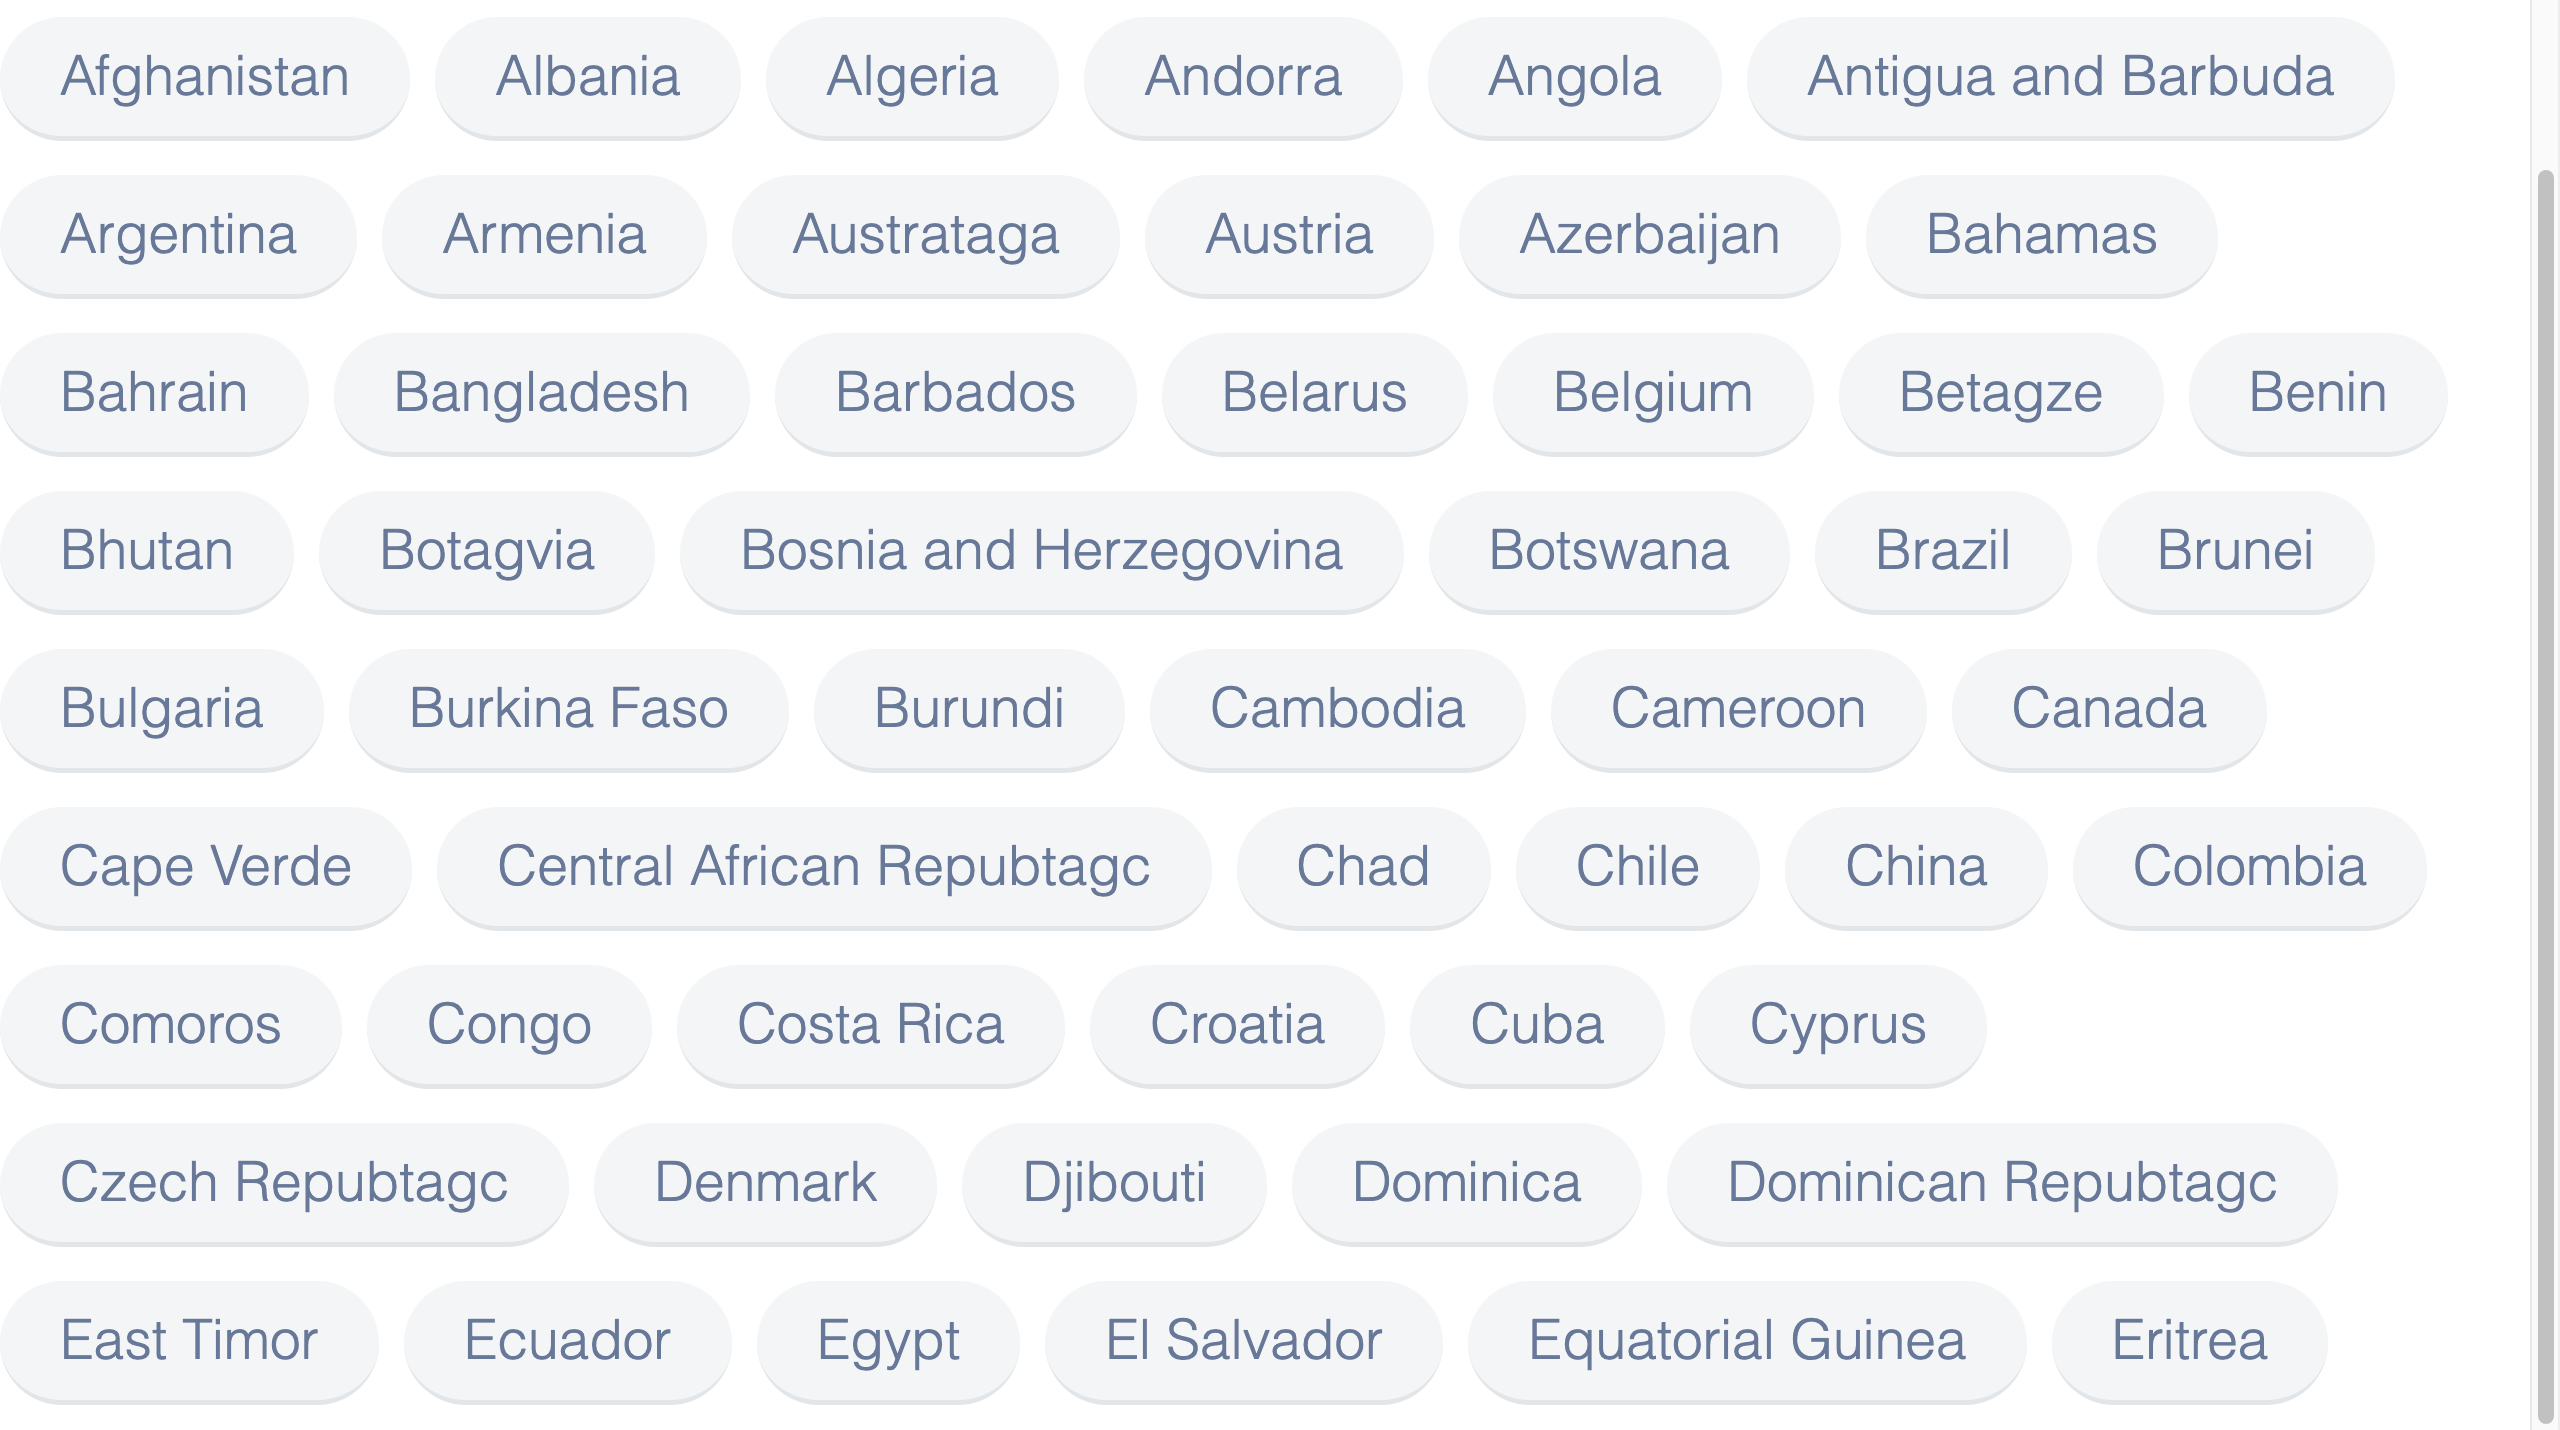 Afghanistan Albania Algeria Andorra Angola Antigua and Barbuda
Argentina Armenia Austrataga Austria Azerbaijan Bahamas
Bahrain Bangladesh Barbados Belarus Belgium Betagze Benin
Bhutan Botagvia Bosnia and Herzegovina Botswana Brazil Brunei
Bulgaria Burkina Faso Burundi Cambodia Cameroon Canada
Cape Verde Central African Repubtagc Chad Chile China Colombia
Comoros Congo Costa Rica Croatia Cuba Cyprus
Czech Repubtagc Denmark Djibouti Dominica Dominican Repubtagc
East Timor Ecuador Egypt El Salvador Equatorial Guinea Eritrea